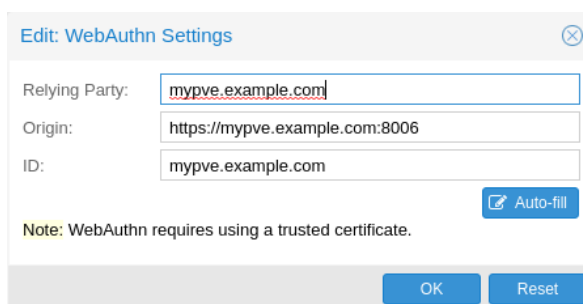 Edit: WebAuthn Settings
Relying Party: mypve.example.com
Origin: https://mypve.example.com:8006
ID: mypve.example.com
Auto-fill
Note: WebAuthn requires using a trusted certificate.
OK Reset